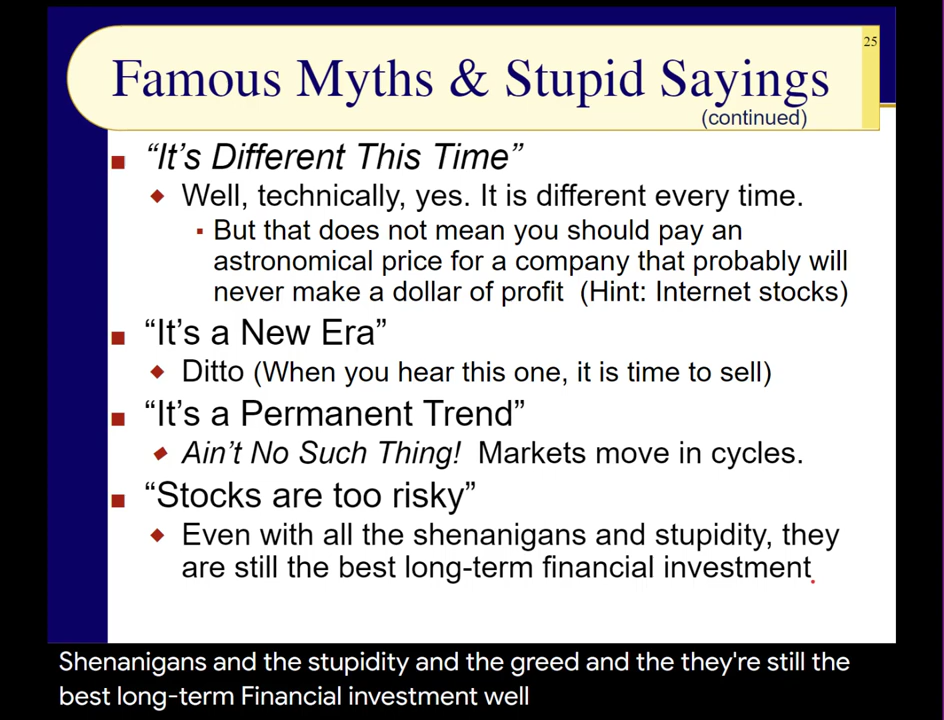 25
Famous Myths & Stupid Sayings
(continued)
“It’s Different This Time”
Well, technically, yes. It is different every time.
But that does not mean you should pay an
astronomical price for a company that probably will
never make a dollar of profit (Hint: Internet stocks)
“It’s a New Era”
Ditto (When you hear this one, it is time to sell)
“It’s a Permanent Trend”
Ain’t No Such Thing! Markets move in cycles.
“Stocks are too risky”
Even with all the shenanigans and stupidity, they
are still the best long-term financial investment.
Shenanigans and the stupidity and the greed and the they're still the
best long-term Financial investment well